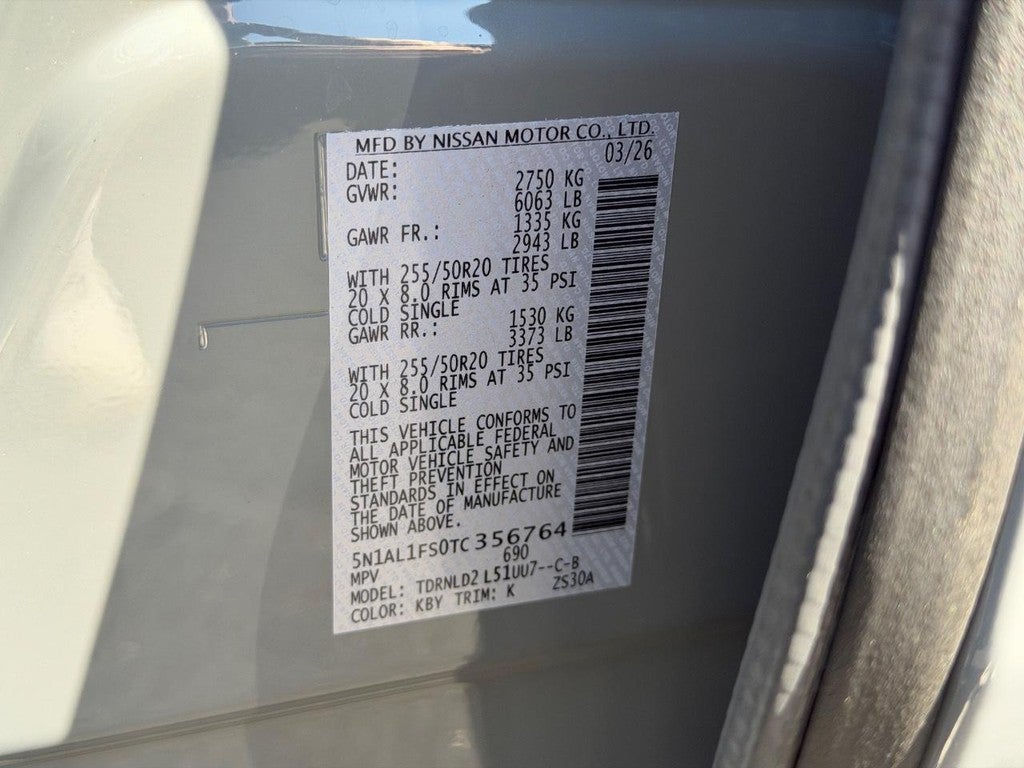 MFD BY NISSAN MOTOR CO., LTD.
DATE: 03/26
GVWR: 2750 KG
6063 LB
GAWR FR.: 1335 KG
2943 LB
WITH 255/50R20 TIRES
20 X 8.0 RIMS AT 35 PSI
COLD SINGLE
GAWR RR.: 1530 KG
3373 LB
WITH 255/50R20 TIRES
20 X 8.0 RIMS AT 35 PSI
COLD SINGLE
THIS VEHICLE CONFORMS TO
ALL APPLICABLE FEDERAL
MOTOR VEHICLE SAFETY AND
THEFT PREVENTION
STANDARDS IN EFFECT ON
THE DATE OF MANUFACTURE
SHOWN ABOVE.
5N1AL1FS0TC356764
MPV 690
MODEL: TDRNLD2 L51UU7--C-B
COLOR: KBY TRIM: K ZS30A